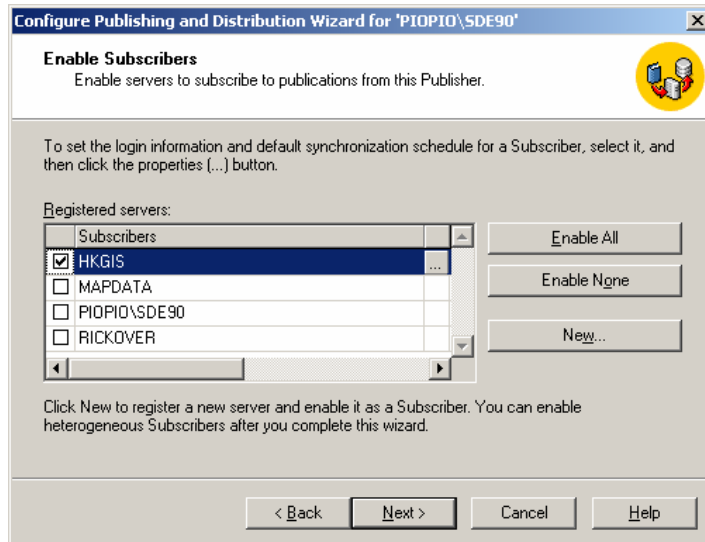 Configure Publishing and Distribution Wizard for 'PIOPIO\SDE90'
Enable Subscribers
Enable servers to subscribe to publications from this Publisher.
To set the login information and default synchronization schedule for a Subscriber, select it, and
then click the properties (...) button.
Registered servers:
Subscribers
HKGIS
...
MAPDATA
PIOPIO\SDE90
RICKOVER
Enable All
Enable None
New...
Click New to register a new server and enable it as a Subscriber. You can enable
heterogeneous Subscribers after you complete this wizard.
< Back
Next >
Cancel
Help